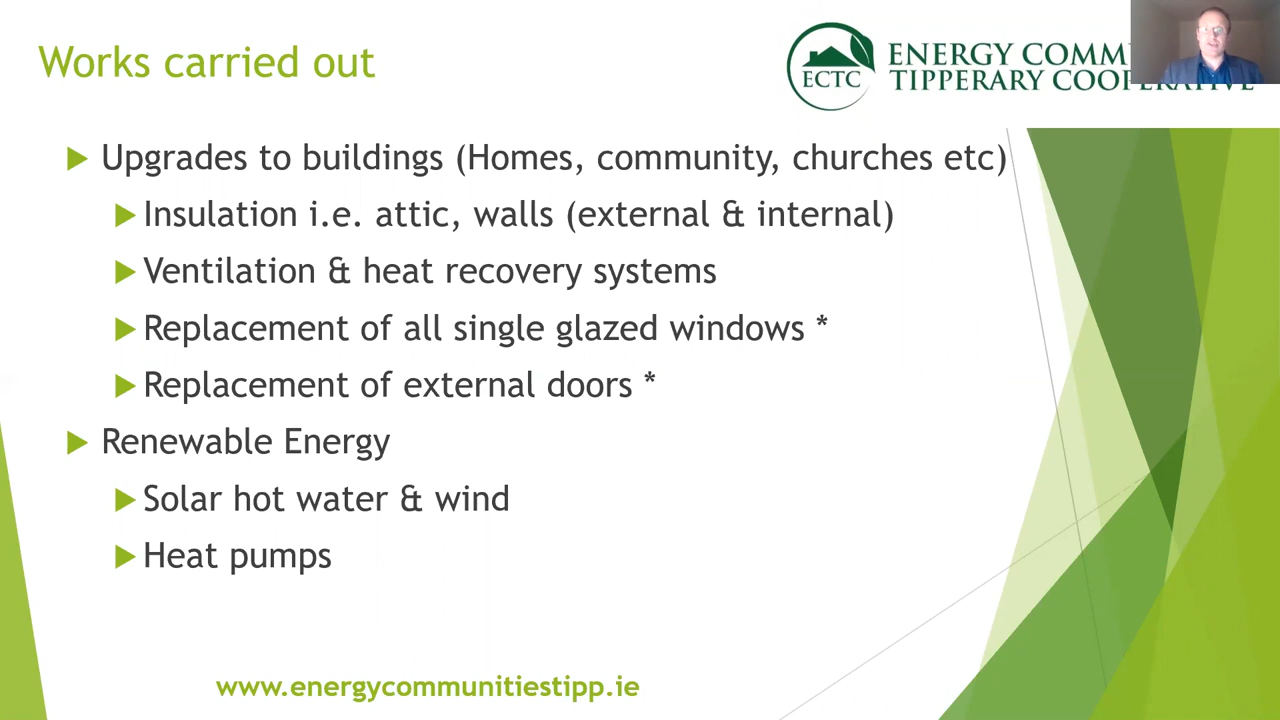 Works carried out
ECTC
ENERGY COMM
TIPPERARY COOPERATIVE
Upgrades to buildings (Homes, community, churches etc)
Insulation i.e. attic, walls (external & internal)
Ventilation & heat recovery systems
Replacement of all single glazed windows *
Replacement of external doors *
Renewable Energy
Solar hot water & wind
Heat pumps
www.energycommunitiestipp.ie